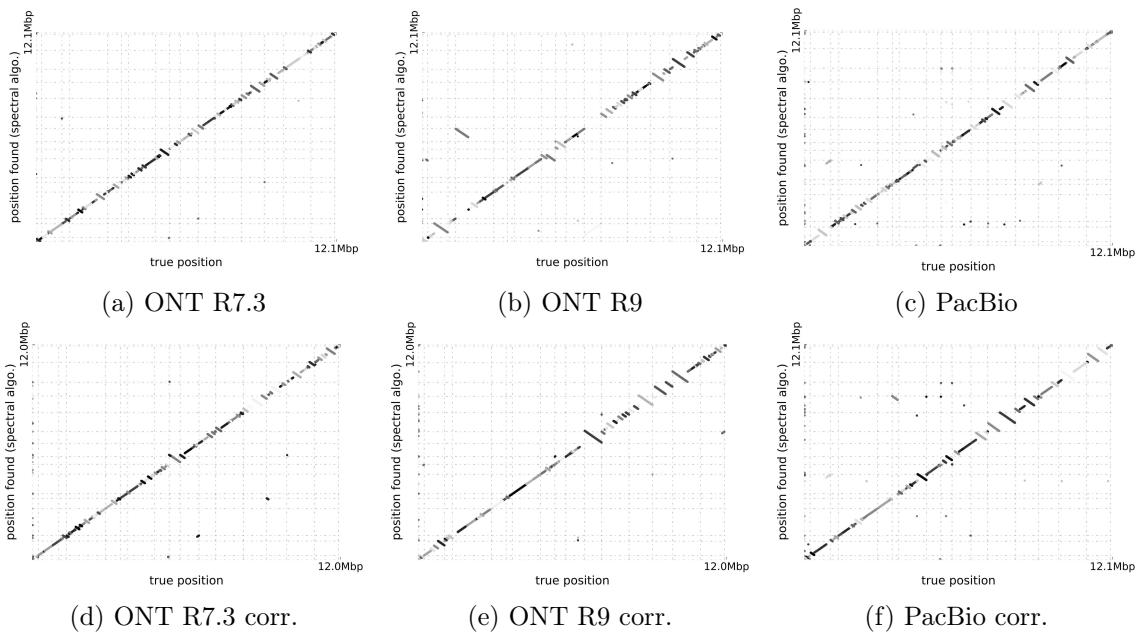 12.1Mbp
position found (spectral algo.)
12.1Mbp
true position
(a) ONT R7.3
12.1Mbp
position found (spectral algo.)
12.1Mbp
true position
(b) ONT R9
12.1Mbp
position found (spectral algo.)
12.1Mbp
true position
(c) PacBio
12.0Mbp
position found (spectral algo.)
12.0Mbp
true position
(d) ONT R7.3 corr.
12.0Mbp
position found (spectral algo.)
12.0Mbp
true position
(e) ONT R9 corr.
12.1Mbp
position found (spectral algo.)
12.1Mbp
true position
(f) PacBio corr.